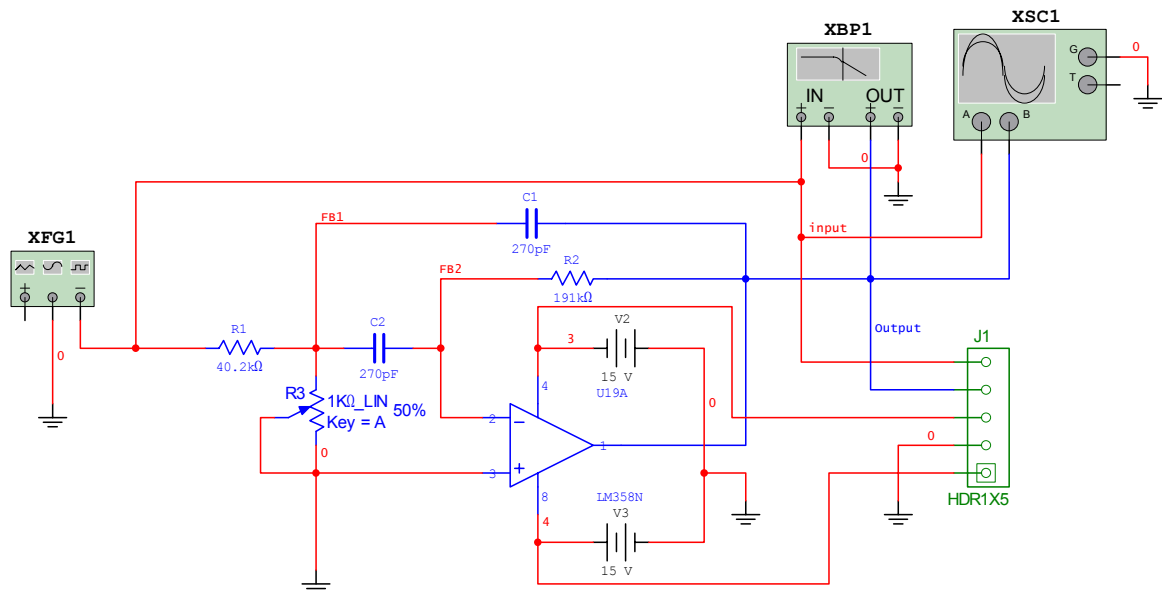 XSC1
XBP1
G
T
0
IN OUT
+ − + −
A B
0
C1
FB1
270pF
input
XFG1
R2
FB2
191kΩ
+ −
Output
R1
C2
V2
J1
3
40.2kΩ
270pF
15 V
4
U19A
R3
1KΩ_LIN
50%
Key = A
0
0
2
−
1
0
0
3
+
8
LM358N
HDR1X5
4
V3
15 V